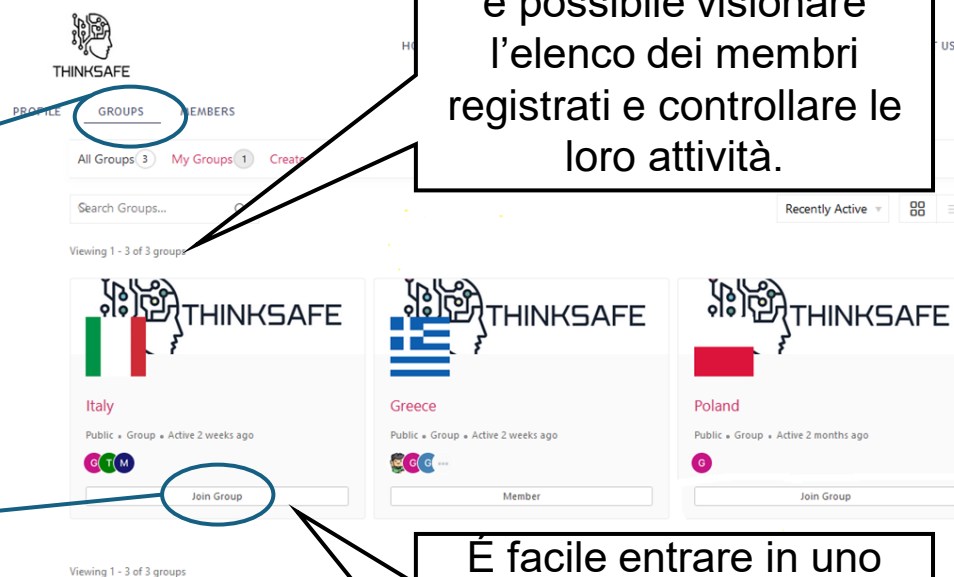 è possibile visionare
l’elenco dei membri
registrati e controllare le
loro attività.
THINKSAFE
US
PROFILE GROUPS MEMBERS
All Groups 3 My Groups 1 Create
Search Groups...
Recently Active
Viewing 1 - 3 of 3 groups
THINKSAFE THINKSAFE THINKSAFE
Italy Greece Poland
Public • Group • Active 2 weeks ago Public • Group • Active 2 weeks ago Public • Group • Active 2 months ago
G T M G G ... G
Join Group Member Join Group
É facile entrare in uno
Viewing 1 - 3 of 3 groups